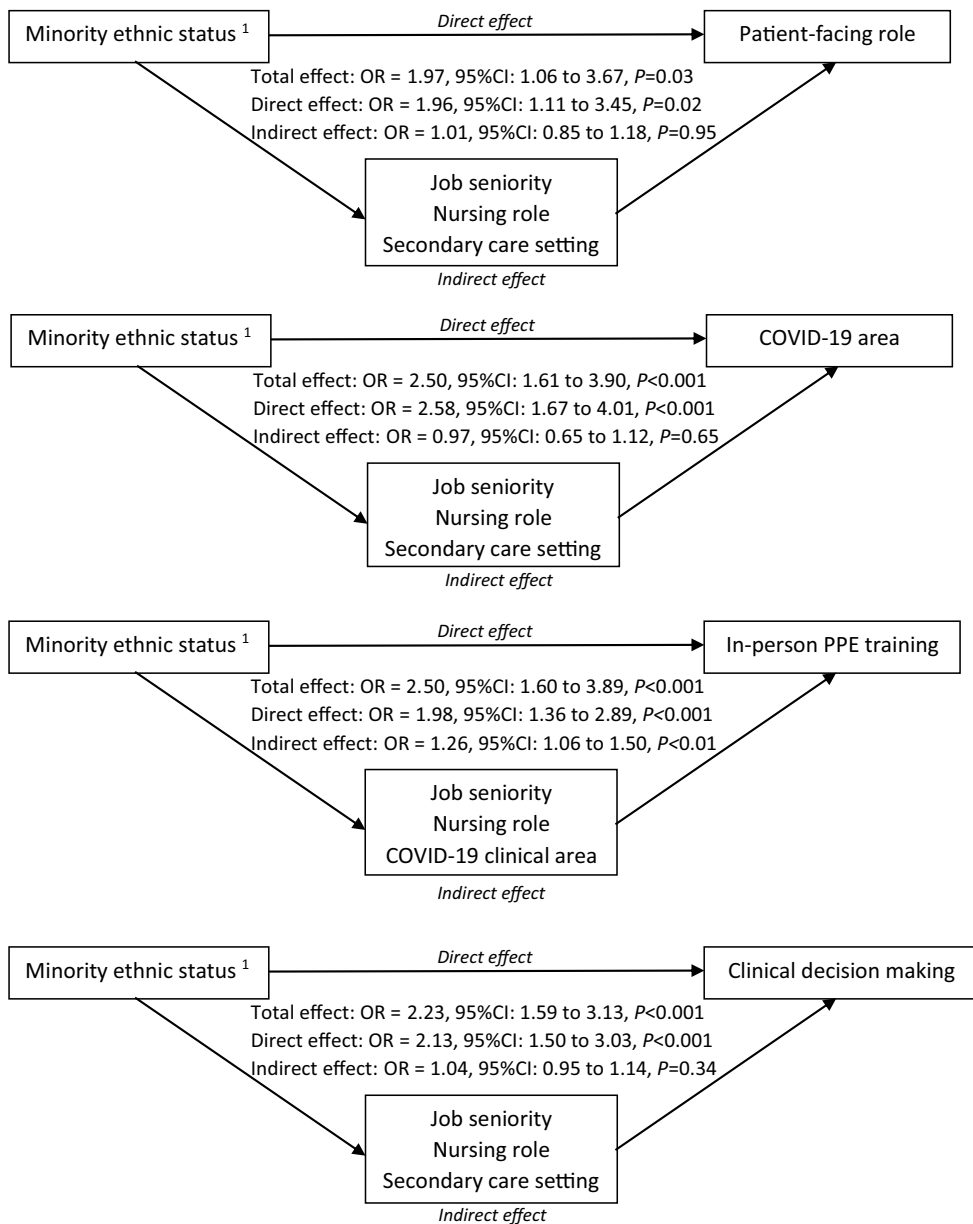 Minority ethnic status ¹
Direct effect
Patient-facing role
Total effect: OR = 1.97, 95%CI: 1.06 to 3.67, P=0.03
Direct effect: OR = 1.96, 95%CI: 1.11 to 3.45, P=0.02
Indirect effect: OR = 1.01, 95%CI: 0.85 to 1.18, P=0.95
Job seniority
Nursing role
Secondary care setting
Indirect effect
Minority ethnic status ¹
Direct effect
COVID-19 area
Total effect: OR = 2.50, 95%CI: 1.61 to 3.90, P<0.001
Direct effect: OR = 2.58, 95%CI: 1.67 to 4.01, P<0.001
Indirect effect: OR = 0.97, 95%CI: 0.65 to 1.12, P=0.65
Job seniority
Nursing role
Secondary care setting
Indirect effect
Minority ethnic status ¹
Direct effect
In-person PPE training
Total effect: OR = 2.50, 95%CI: 1.60 to 3.89, P<0.001
Direct effect: OR = 1.98, 95%CI: 1.36 to 2.89, P<0.001
Indirect effect: OR = 1.26, 95%CI: 1.06 to 1.50, P<0.01
Job seniority
Nursing role
COVID-19 clinical area
Indirect effect
Minority ethnic status ¹
Direct effect
Clinical decision making
Total effect: OR = 2.23, 95%CI: 1.59 to 3.13, P<0.001
Direct effect: OR = 2.13, 95%CI: 1.50 to 3.03, P<0.001
Indirect effect: OR = 1.04, 95%CI: 0.95 to 1.14, P=0.34
Job seniority
Nursing role
Secondary care setting
Indirect effect